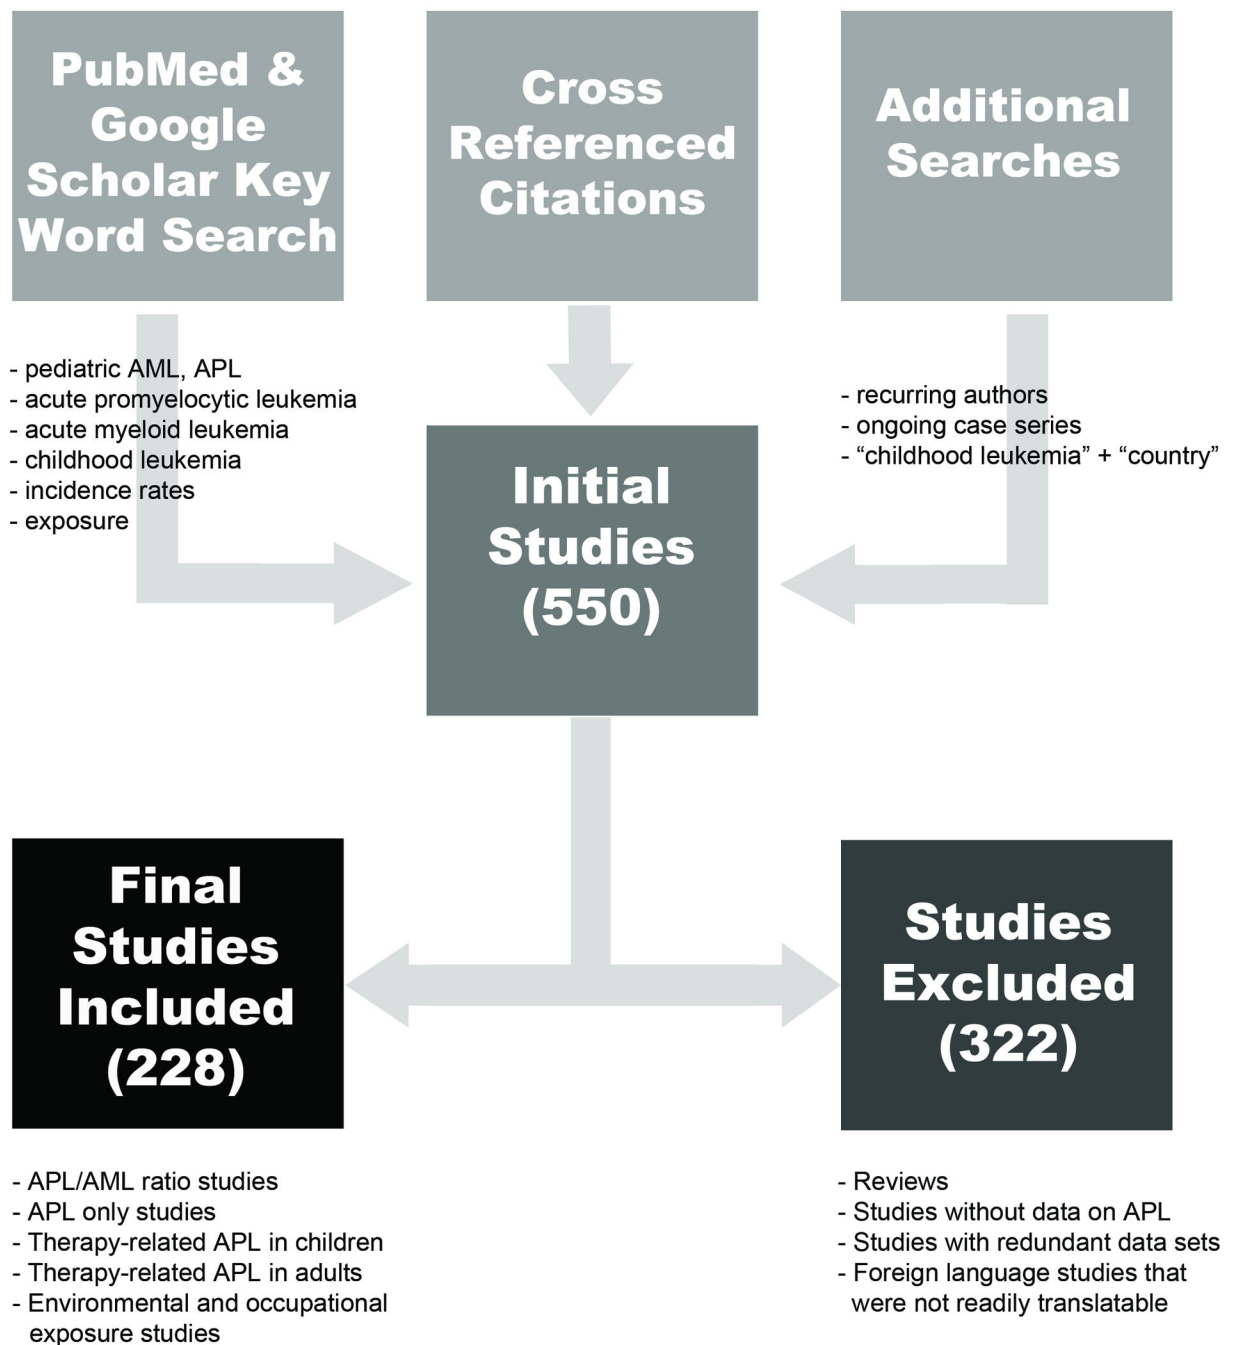 PubMed &
Google
Scholar Key
Word Search
Cross
Referenced
Citations
Additional
Searches
- pediatric AML, APL
- acute promyelocytic leukemia
- acute myeloid leukemia
- childhood leukemia
- incidence rates
- exposure
- recurring authors
- ongoing case series
- “childhood leukemia” + “country”
Initial
Studies
(550)
Final
Studies
Included
(228)
Studies
Excluded
(322)
- APL/AML ratio studies
- APL only studies
- Therapy-related APL in children
- Therapy-related APL in adults
- Environmental and occupational
exposure studies
- Reviews
- Studies without data on APL
- Studies with redundant data sets
- Foreign language studies that
were not readily translatable